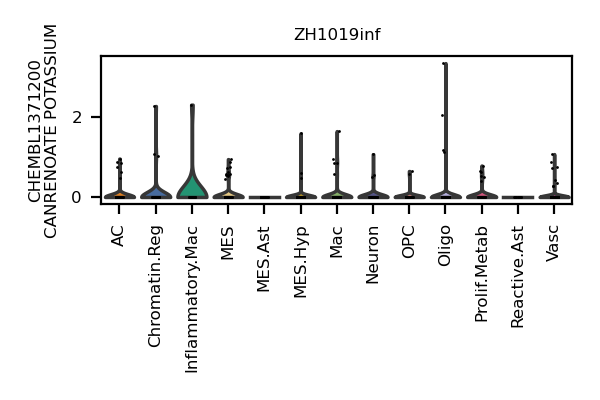 ZH1019inf
CHEMBL1371200
CANRENOATE POTASSIUM
2
0
AC
Chromatin.Reg
Inflammatory.Mac
MES
MES.Ast
MES.Hyp
Mac
Neuron
OPC
Oligo
Prolif.Metab
Reactive.Ast
Vasc